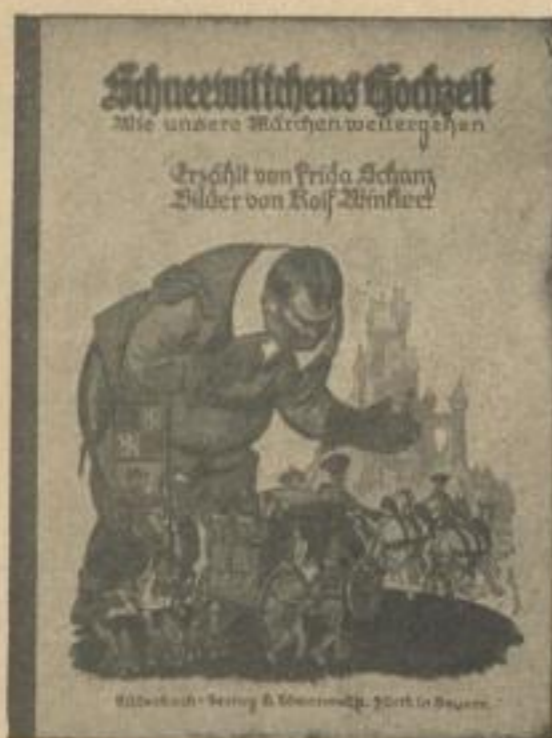 Schneewittchens Hochzeit
Wie unsere Märchen weitergehen
Erzählt von Frida Schanz
Bilder von Rolf Winkler
Bilderbuch-Verlag G. Löwensohn, Fürth in Bayern.